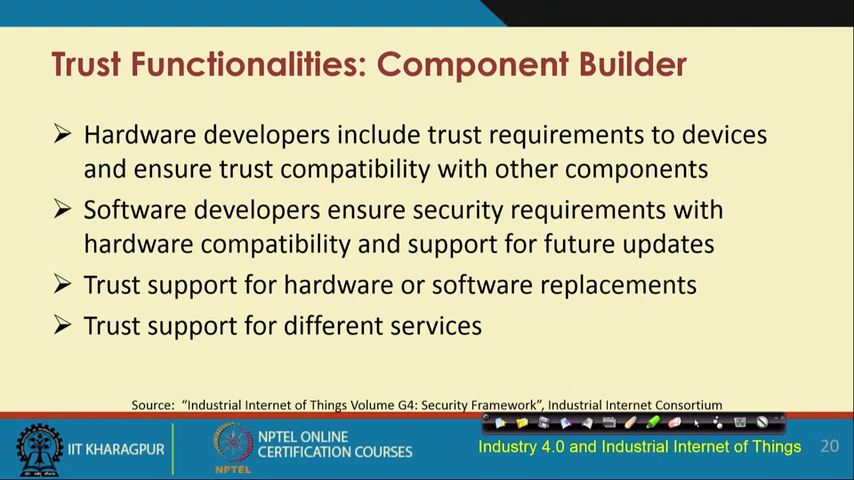 Trust Functionalities: Component Builder
➢ Hardware developers include trust requirements to devices
and ensure trust compatibility with other components
➢ Software developers ensure security requirements with
hardware compatibility and support for future updates
➢ Trust support for hardware or software replacements
➢ Trust support for different services
Source: “Industrial Internet of Things Volume G4: Security Framework”, Industrial Internet Consortium
IIT KHARAGPUR
NPTEL
NPTEL ONLINE
CERTIFICATION COURSES
Industry 4.0 and Industrial Internet of Things
20